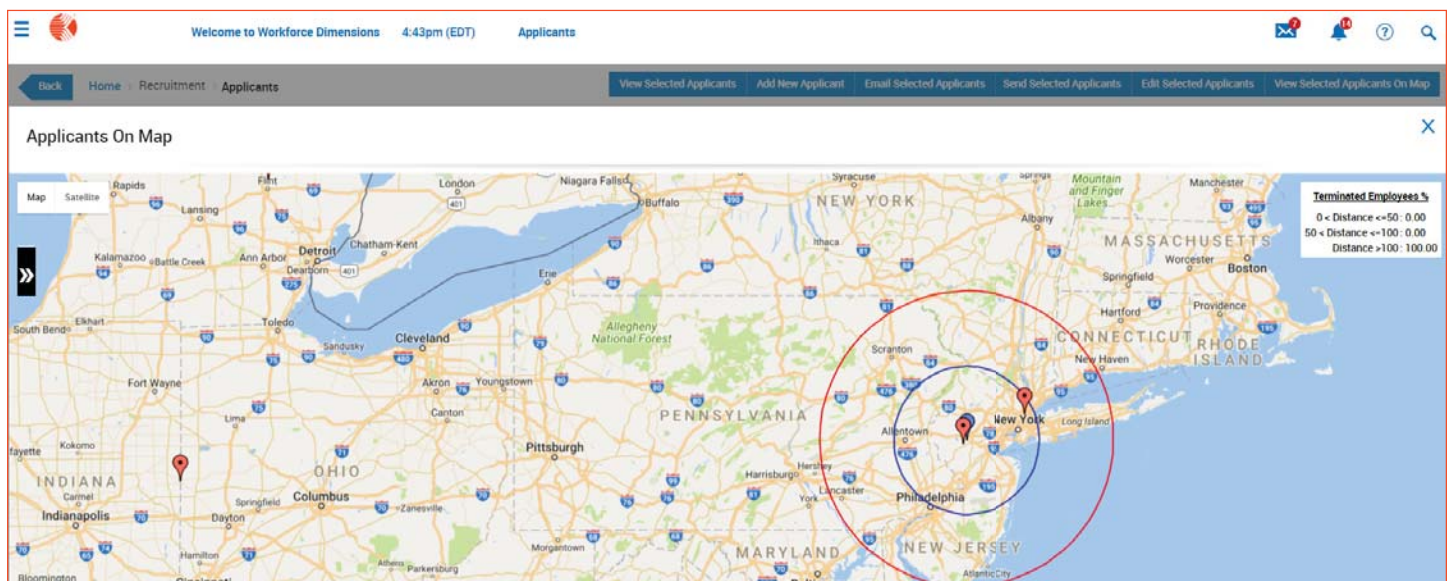 Welcome to Workforce Dimensions 4:43pm (EDT) Applicants
7
14
?
Back Home Recruitment Applicants
View Selected Applicants Add New Applicant Email Selected Applicants Send Selected Applicants Edit Selected Applicants View Selected Applicants On Map
Applicants On Map
X
Map Satellite
»
Terminated Employees %
0 < Distance <=50 : 0.00
50 < Distance <=100 : 0.00
Distance >100 : 100.00
Rapids
Flint
London
Niagara Falls
Buffalo
Syracuse
NEW YORK
Springs
Mountain
and Finger
Lakes
Manchester
Lansing
Albany
Kalamazoo
Battle Creek
Ann Arbor
Detroit
Dearborn
Chatham-Kent
Ithaca
MASSACHUSETTS
Worcester
Boston
Springfield
Erie
South Bend
Elkhart
Toledo
Sandusky
Cleveland
Allegheny
National Forest
Scranton
Hartford
Providence
CONNECTICUT
RHODE
ISLAND
New Haven
Fort Wayne
Akron
Youngstown
Canton
Lima
PENNSYLVANIA
Allentown
New York
Long Island
Kokomo
fayette
Pittsburgh
INDIANA
Carmel
Indianapolis
OHIO
Springfield
Columbus
Zanesville
Dayton
Harrisburg
Hershey
York
Lancaster
Philadelphia
Hamilton
Athens
Parkersburg
Morgantown
MARYLAND
NEW JERSEY
Atlantic City
Bloomington